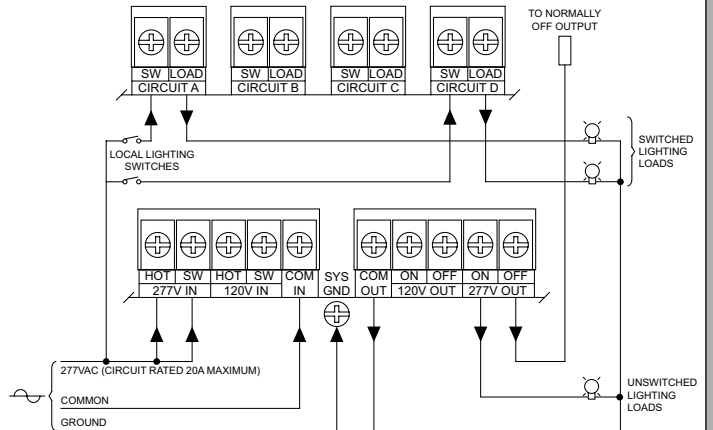 TO NORMALLY
OFF OUTPUT
SW LOAD SW LOAD SW LOAD SW LOAD
CIRCUIT A CIRCUIT B CIRCUIT C CIRCUIT D
LOCAL LIGHTING
SWITCHES
SWITCHED
LIGHTING
LOADS
HOT SW HOT SW COM SYS COM ON OFF ON OFF
277V IN 120V IN IN GND OUT 120V OUT 277V OUT
277VAC (CIRCUIT RATED 20A MAXIMUM)
COMMON
GROUND
UNSWITCHED
LIGHTING
LOADS